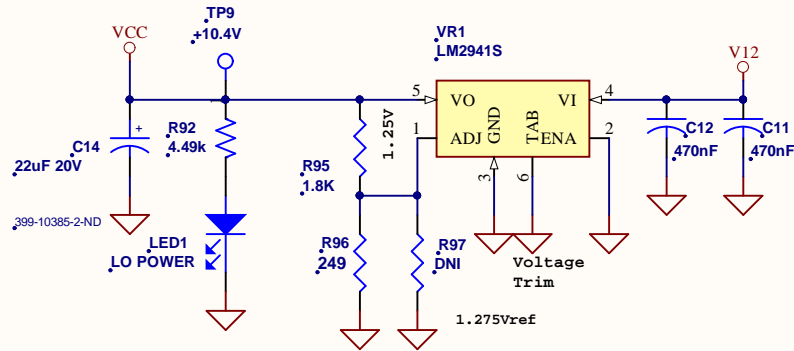 TP9
+10.4V
VCC
VR1
LM2941S
V12
5
VO
VI
4
1
ADJ
GND
TAB
ENA
2
3
6
1.25V
C14
22uF 20V
399-10385-2-ND
R92
4.49k
R95
1.8K
C12
470nF
C11
470nF
LED1
LO POWER
R96
249
R97
DNI
Voltage
Trim
1.275Vref